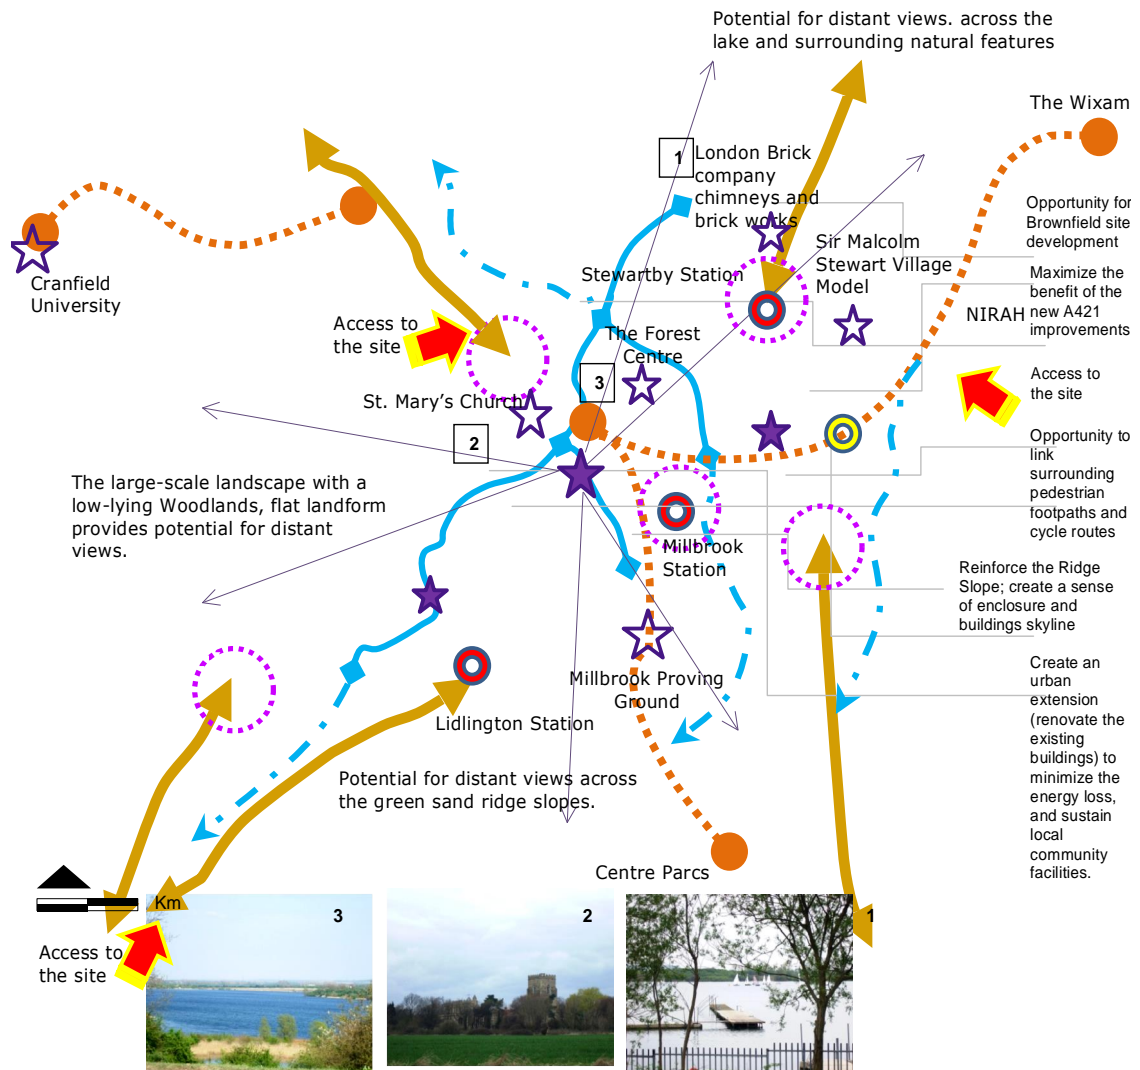 Potential for distant views. across the
lake and surrounding natural features
The Wixam
1
London Brick
company
chimneys and
brick works
Opportunity for
Brownfield site
development
Sir Malcolm
Stewart Village
Model
Stewartby Station
Cranfield
University
Maximize the
benefit of the
new A421
improvements
NIRAH
Access to
the site
The Forest
Centre
3
Access to
the site
St. Mary's Church
2
Opportunity to
link
surrounding
pedestrian
footpaths and
cycle routes
The large-scale landscape with a
low-lying Woodlands, flat landform
provides potential for distant
views.
Millbrook
Station
Reinforce the Ridge
Slope; create a sense
of enclosure and
buildings skyline
Millbrook Proving
Ground
Create an
urban
extension
(renovate the
existing
buildings) to
minimize the
energy loss,
and sustain
local
community
facilities.
Lidlington Station
Potential for distant views across
the green sand ridge slopes.
Centre Parcs
Km
Access to
the site
3
2
1